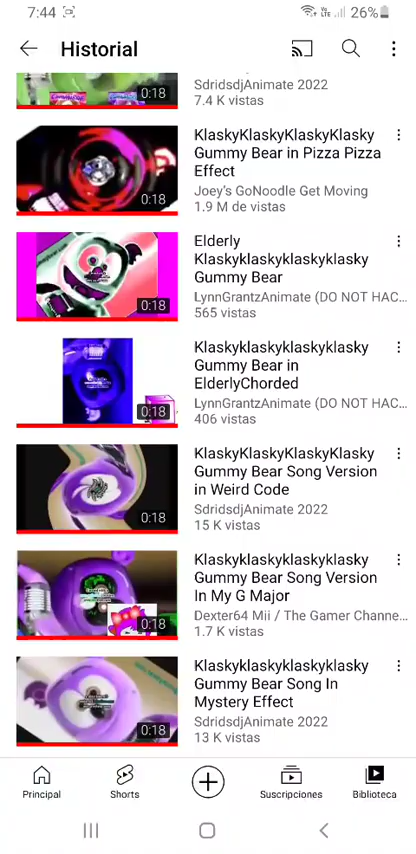 7:44
Vo
LTE
26%
Historial
0:18
SdridsdjAnimate 2022
7.4 K vistas
0:18
KlaskyKlaskyKlaskyKlasky
Gummy Bear in Pizza Pizza
Effect
Joey's GoNoodle Get Moving
1.9 M de vistas
0:18
Elderly
Klaskyklaskyklaskyklasky
Gummy Bear
LynnGrantzAnimate (DO NOT HAC...
565 vistas
0:18
Klaskyklaskyklaskyklasky
Gummy Bear in
ElderlyChorded
LynnGrantzAnimate (DO NOT HAC...
406 vistas
0:18
KlaskyKlaskyKlaskyKlasky
Gummy Bear Song Version
in Weird Code
SdridsdjAnimate 2022
15 K vistas
0:18
Klaskyklaskyklaskyklasky
Gummy Bear Song Version
In My G Major
Dexter64 Mii / The Gamer Channe...
1.7 K vistas
0:18
Klaskyklaskyklaskyklasky
Gummy Bear Song In
Mystery Effect
SdridsdjAnimate 2022
13 K vistas
Principal
Shorts
Suscripciones
Biblioteca